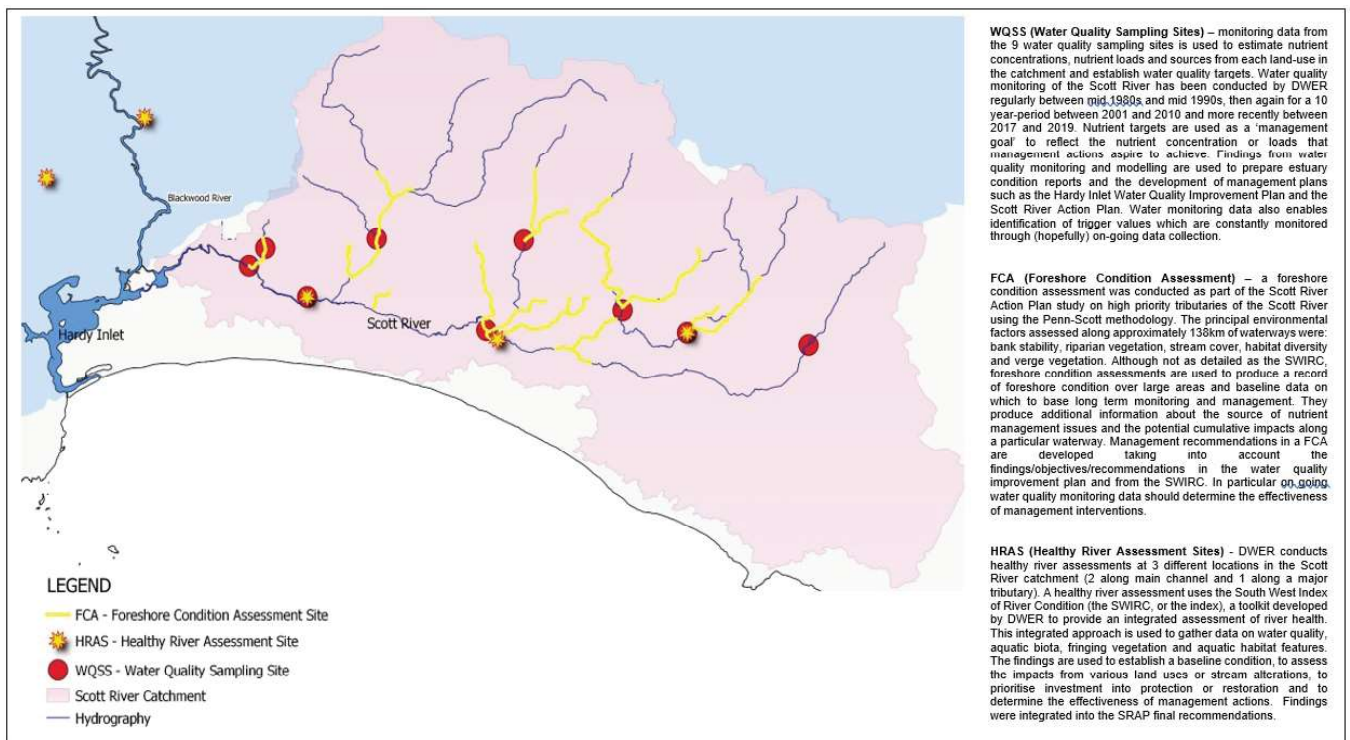 Blackwood River
Hardy Inlet
Scott River
LEGEND
FCA - Foreshore Condition Assessment Site
HRAS - Healthy River Assessment Site
WQSS - Water Quality Sampling Site
Scott River Catchment
Hydrography
WQSS (Water Quality Sampling Sites) – monitoring data from
the 9 water quality sampling sites is used to estimate nutrient
concentrations, nutrient loads and sources from each land-use in
the catchment and establish water quality targets. Water quality
monitoring of the Scott River has been conducted by DWER
regularly between mid 1980s and mid 1990s, then again for a 10
year-period between 2001 and 2010 and more recently between
2017 and 2019. Nutrient targets are used as a 'management
goal' to reflect the nutrient concentration or loads that
management actions aspire to achieve. Findings from water
quality monitoring and modelling are used to prepare estuary
condition reports and the development of management plans
such as the Hardy Inlet Water Quality Improvement Plan and the
Scott River Action Plan. Water monitoring data also enables
identification of trigger values which are constantly monitored
through (hopefully) on-going data collection.
FCA (Foreshore Condition Assessment) – a foreshore
condition assessment was conducted as part of the Scott River
Action Plan study on high priority tributaries of the Scott River
using the Penn-Scott methodology. The principal environmental
factors assessed along approximately 138km of waterways were:
bank stability, riparian vegetation, stream cover, habitat diversity
and verge vegetation. Although not as detailed as the SWIRC,
foreshore condition assessments are used to produce a record
of foreshore condition over large areas and baseline data on
which to base long term monitoring and management. They
produce additional information about the source of nutrient
management issues and the potential cumulative impacts along
a particular waterway. Management recommendations in a FCA
are developed taking into account the
findings/objectives/recommendations in the water quality
improvement plan and from the SWIRC. In particular on going
water quality monitoring data should determine the effectiveness
of management interventions.
HRAS (Healthy River Assessment Sites) - DWER conducts
healthy river assessments at 3 different locations in the Scott
River catchment (2 along main channel and 1 along a major
tributary). A healthy river assessment uses the South West Index
of River Condition (the SWIRC, or the index), a toolkit developed
by DWER to provide an integrated assessment of river health.
This integrated approach is used to gather data on water quality,
aquatic biota, fringing vegetation and aquatic habitat features.
The findings are used to establish a baseline condition, to assess
the impacts from various land uses or stream alterations, to
prioritise investment into protection or restoration and to
determine the effectiveness of management actions. Findings
were integrated into the SRAP final recommendations.